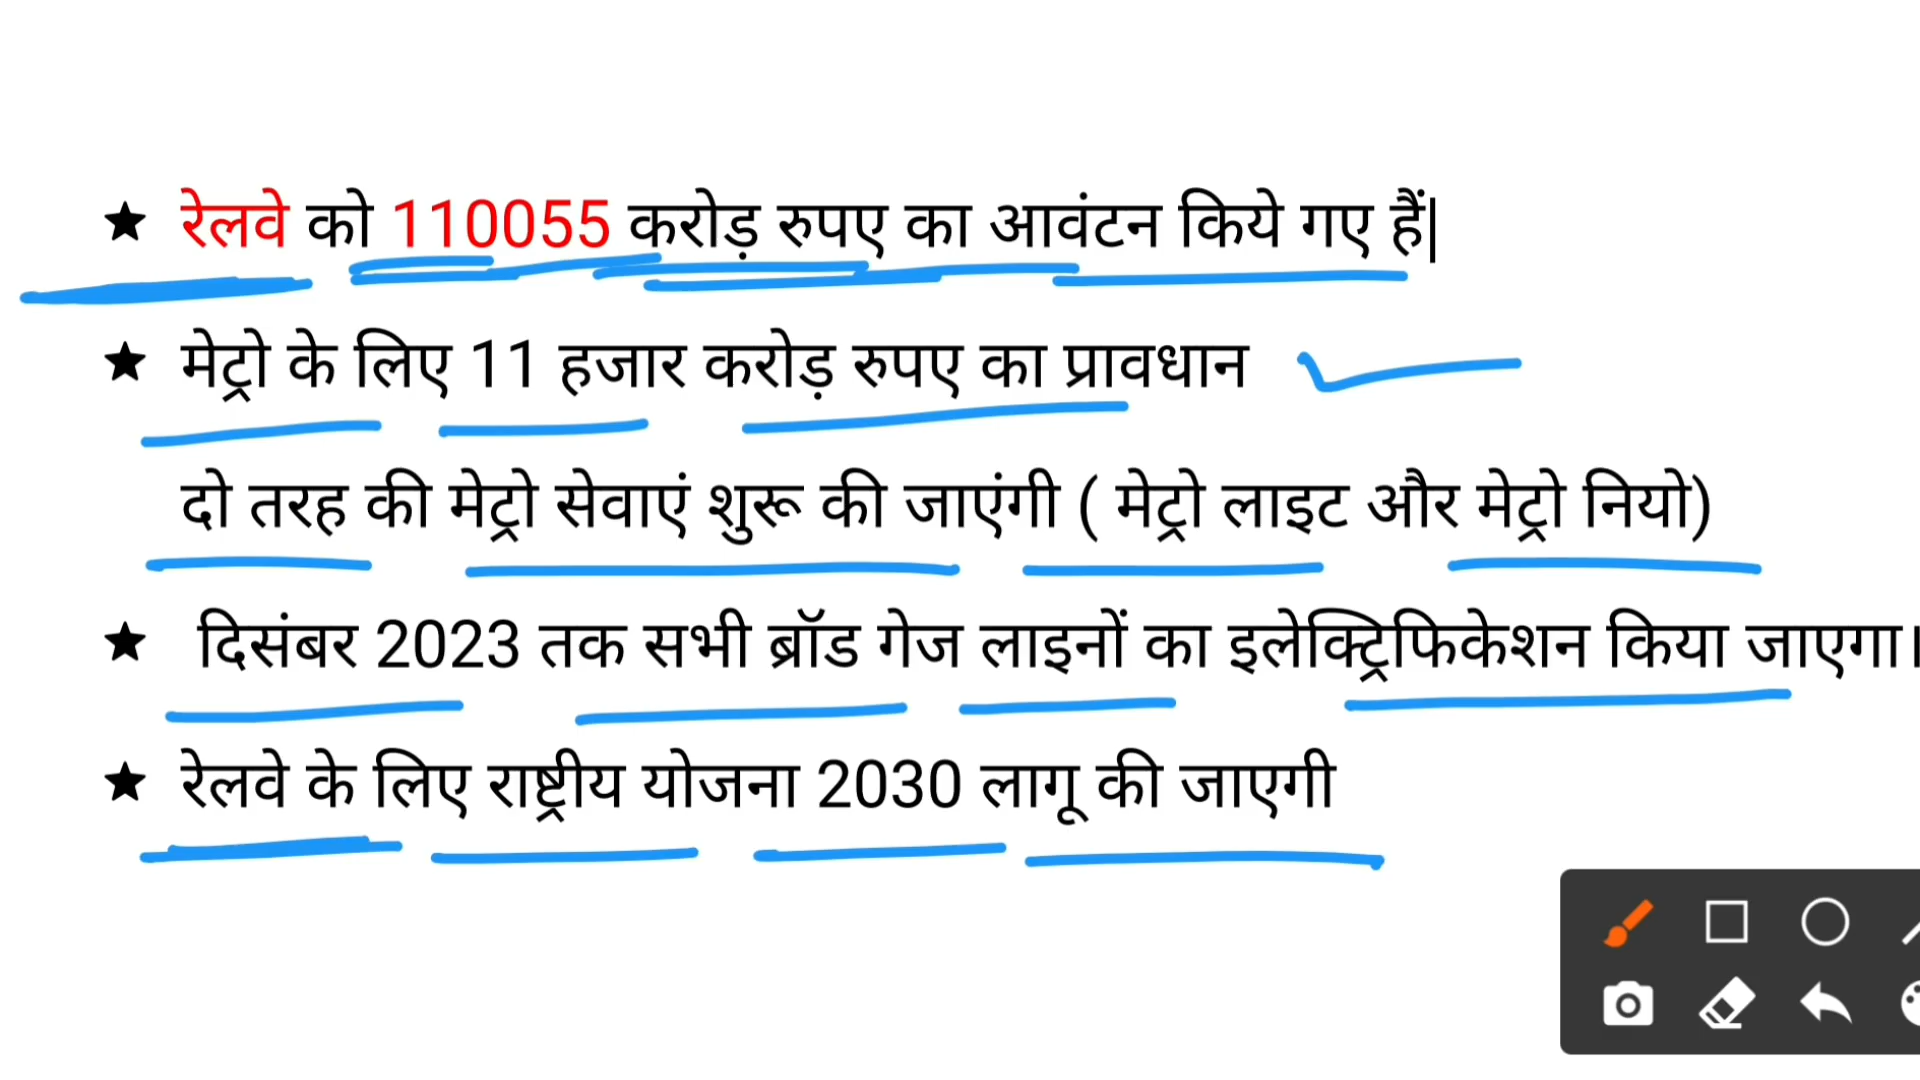 ★ रेलवे को 110055 करोड़ रुपए का आवंटन किये गए हैं|
★ मेट्रो के लिए 11 हजार करोड़ रुपए का प्रावधान
दो तरह की मेट्रो सेवाएं शुरू की जाएंगी ( मेट्रो लाइट और मेट्रो नियो)
★ दिसंबर 2023 तक सभी ब्रॉड गेज लाइनों का इलेक्ट्रिफिकेशन किया जाएगा।
★ रेलवे के लिए राष्ट्रीय योजना 2030 लागू की जाएगी